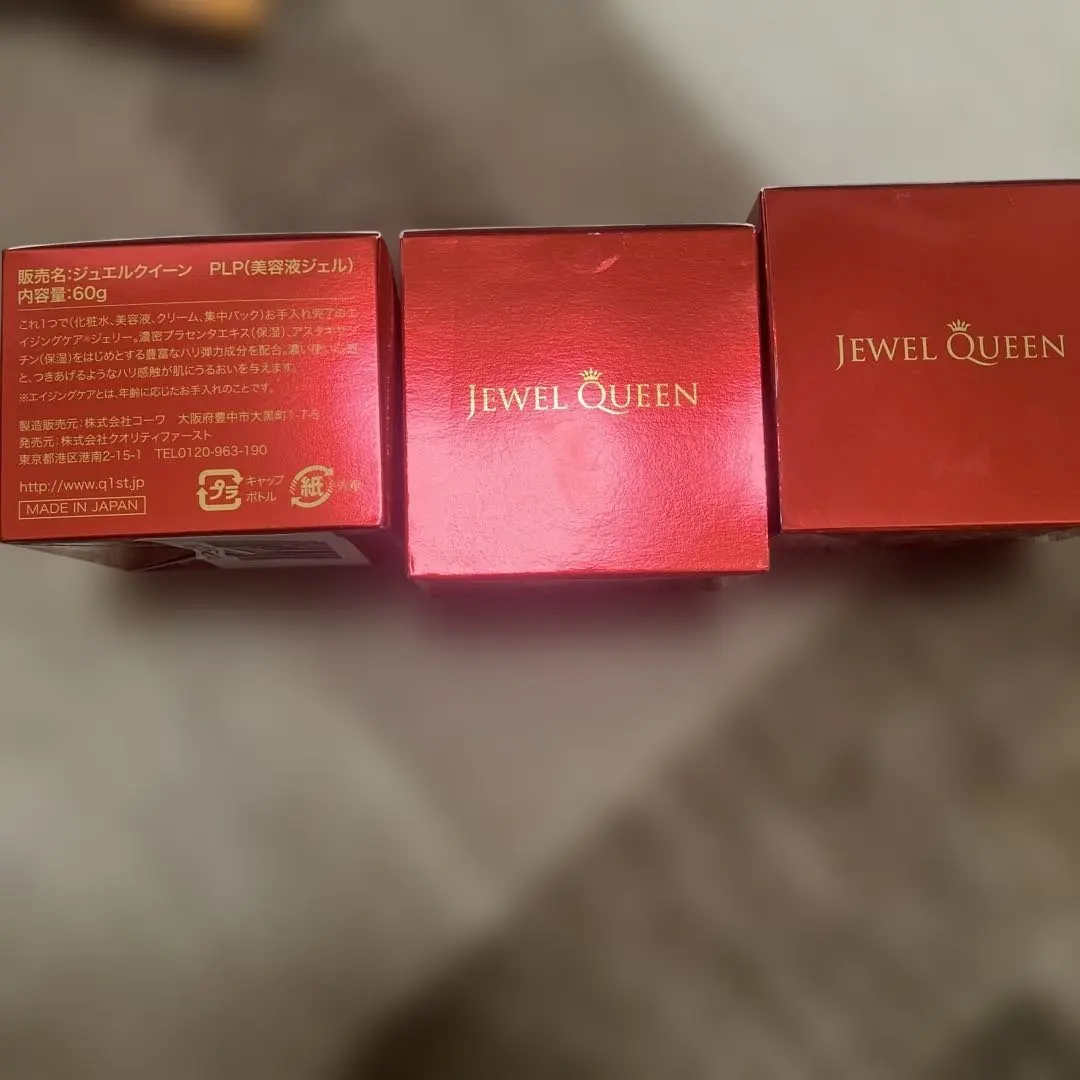 販売名:ジュエルクイーン PLP(美容液ジェル)
内容量:60g
これ1つで(化粧水、美容液、クリーム、集中パック)お手入れ完了のエ
イジングケア※ジェリー。濃密プラセンタエキス(保湿)、アスタキサン
チン(保湿)をはじめとする豊富なハリ弾力成分を配合。濃い使い心地
と、つきあげるようなハリ感触が肌にうるおいを与えます。
※エイジングケアとは、年齢に応じたお手入れのことです。
製造販売元:株式会社コーワ 大阪府豊中市大黒町1-7-5
発売元:株式会社クオリティファースト
東京都港区港南2-15-1 TEL0120-963-190
http://www.q1st.jp
MADE IN JAPAN
プラ
キャップ
ボトル
紙
JEWEL QUEEN
JEWEL QUEEN